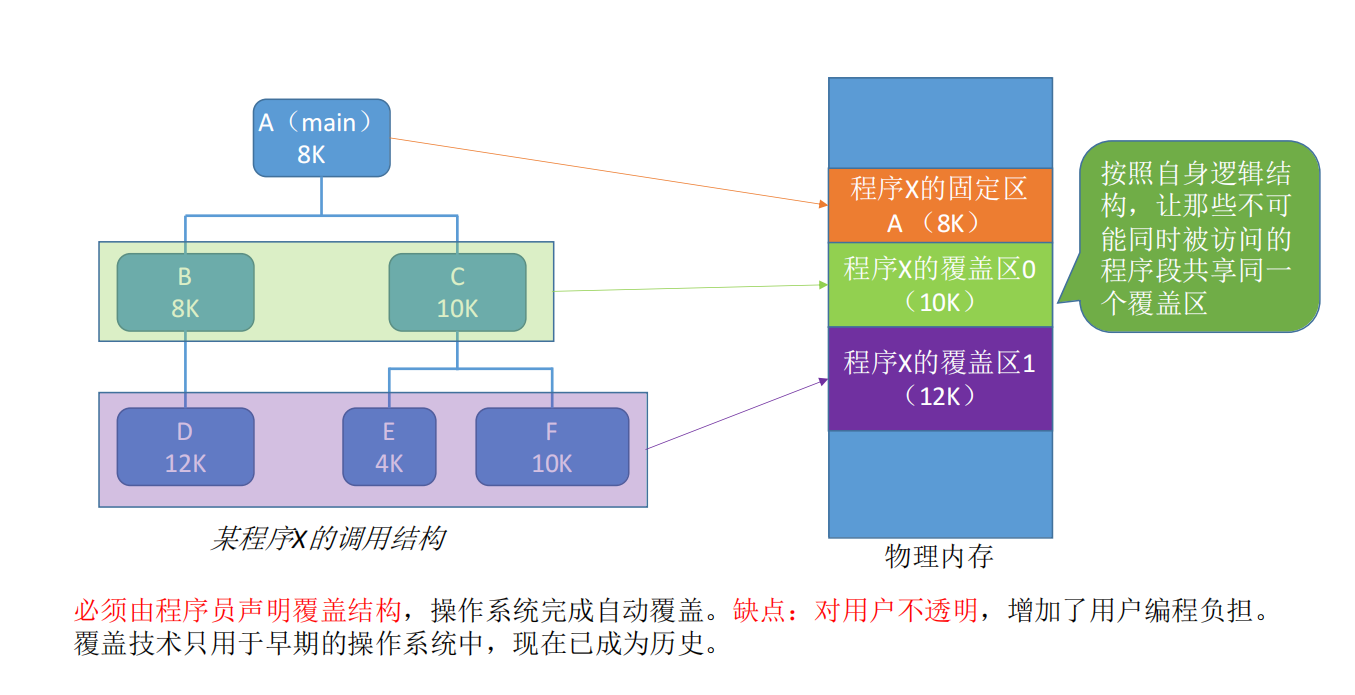 A（main）
8K
B
8K
C
10K
D
12K
E
4K
F
10K
某程序X的调用结构
程序X的固定区
A （8K）
程序X的覆盖区0
（10K）
程序X的覆盖区1
（12K）
物理内存
按照自身逻辑结
构，让那些不可
能同时被访问的
程序段共享同一
个覆盖区
必须由程序员声明覆盖结构，操作系统完成自动覆盖。缺点：对用户不透明，增加了用户编程负担。
覆盖技术只用于早期的操作系统中，现在已成为历史。